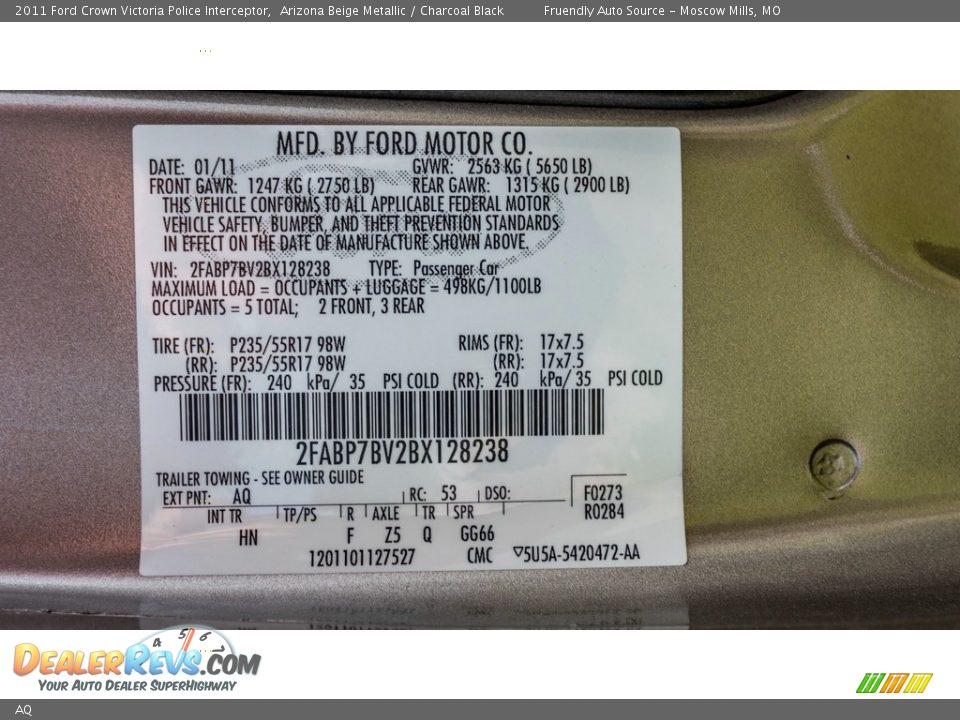 2011 Ford Crown Victoria Police Interceptor,  Arizona Beige Metallic / Charcoal Black          Fruendly Auto Source - Moscow Mills, MO
...
MFD. BY FORD MOTOR CO.
DATE: 01/11 GVWR: 2563 KG ( 5650 LB)
FRONT GAWR: 1247 KG ( 2750 LB) REAR GAWR: 1315 KG ( 2900 LB)
THIS VEHICLE CONFORMS TO ALL APPLICABLE FEDERAL MOTOR
VEHICLE SAFETY, BUMPER, AND THEFT PREVENTION STANDARDS
IN EFFECT ON THE DATE OF MANUFACTURE SHOWN ABOVE.
VIN: 2FABP7BV2BX128238 TYPE: Passenger Car
MAXIMUM LOAD = OCCUPANTS + LUGGAGE = 498KG/1100LB
OCCUPANTS = 5 TOTAL; 2 FRONT, 3 REAR
TIRE (FR): P235/55R17 98W RIMS (FR): 17x7.5
(RR): P235/55R17 98W (RR): 17x7.5
PRESSURE (FR): 240 kPa/ 35 PSI COLD (RR): 240 kPa/ 35 PSI COLD
2FABP7BV2BX128238
TRAILER TOWING - SEE OWNER GUIDE
EXT PNT: AQ RC: 53 DSO: F0273
R0284
INT TR TP/PS R AXLE TR SPR
HN F Z5 Q GG66
1201101127527 CMC ▽5U5A-5420472-AA
4 5 6 7
DEALERREVS.COM
YOUR AUTO DEALER SUPERHIGHWAY
AQ